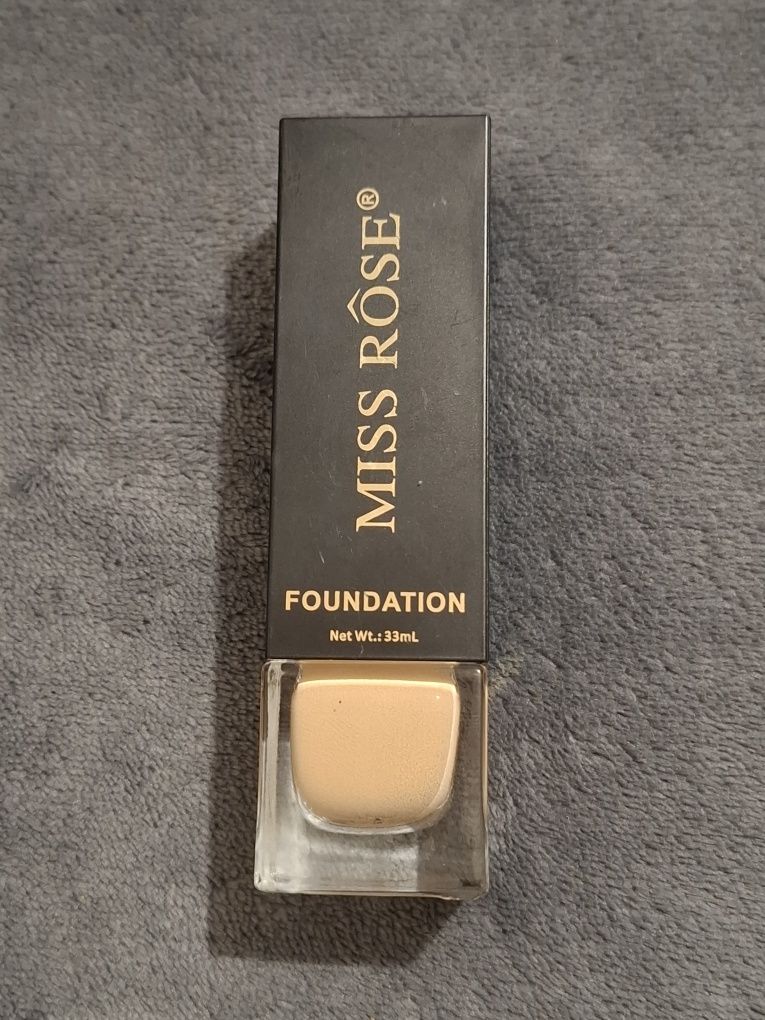 MISS RÔSE®
FOUNDATION
Net Wt.: 33mL